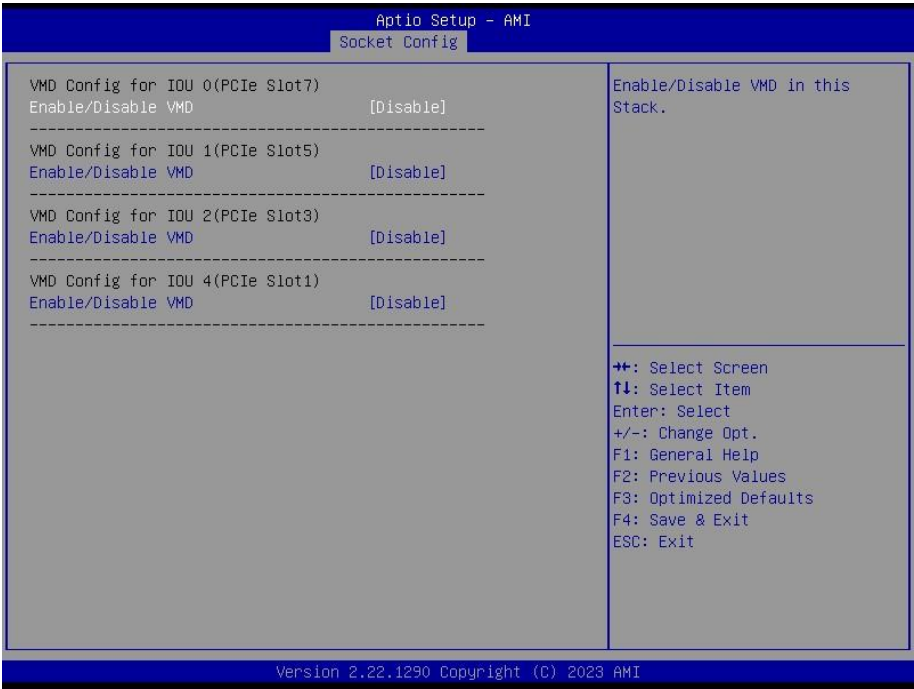 Aptio Setup - AMI
Socket Config
VMD Config for IOU 0(PCIe Slot7)
Enable/Disable VMD [Disable]
------------------------------------------------
VMD Config for IOU 1(PCIe Slot5)
Enable/Disable VMD [Disable]
------------------------------------------------
VMD Config for IOU 2(PCIe Slot3)
Enable/Disable VMD [Disable]
------------------------------------------------
VMD Config for IOU 4(PCIe Slot1)
Enable/Disable VMD [Disable]
------------------------------------------------
Enable/Disable VMD in this
Stack.
→←: Select Screen
↑↓: Select Item
Enter: Select
+/-: Change Opt.
F1: General Help
F2: Previous Values
F3: Optimized Defaults
F4: Save & Exit
ESC: Exit
Version 2.22.1290 Copyright (C) 2023 AMI